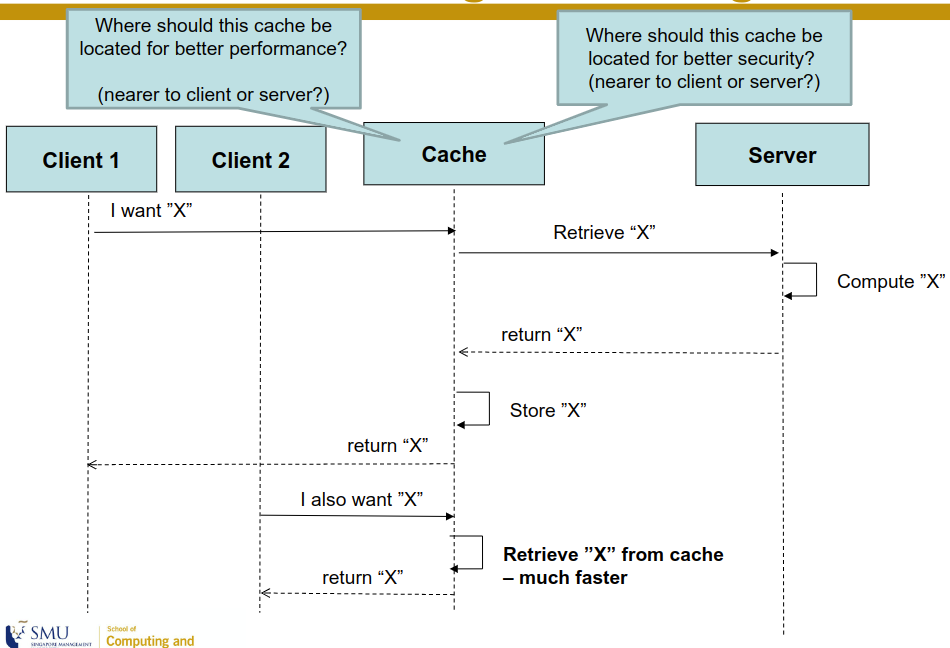 Where should this cache be
located for better performance?
(nearer to client or server?)
Where should this cache be
located for better security?
(nearer to client or server?)
Client 1
Client 2
Cache
Server
I want ”X”
Retrieve “X”
Compute ”X”
return “X”
Store ”X”
return “X”
I also want ”X”
Retrieve ”X” from cache
– much faster
return “X”
SMU
SINGAPORE MANAGEMENT
School of
Computing and